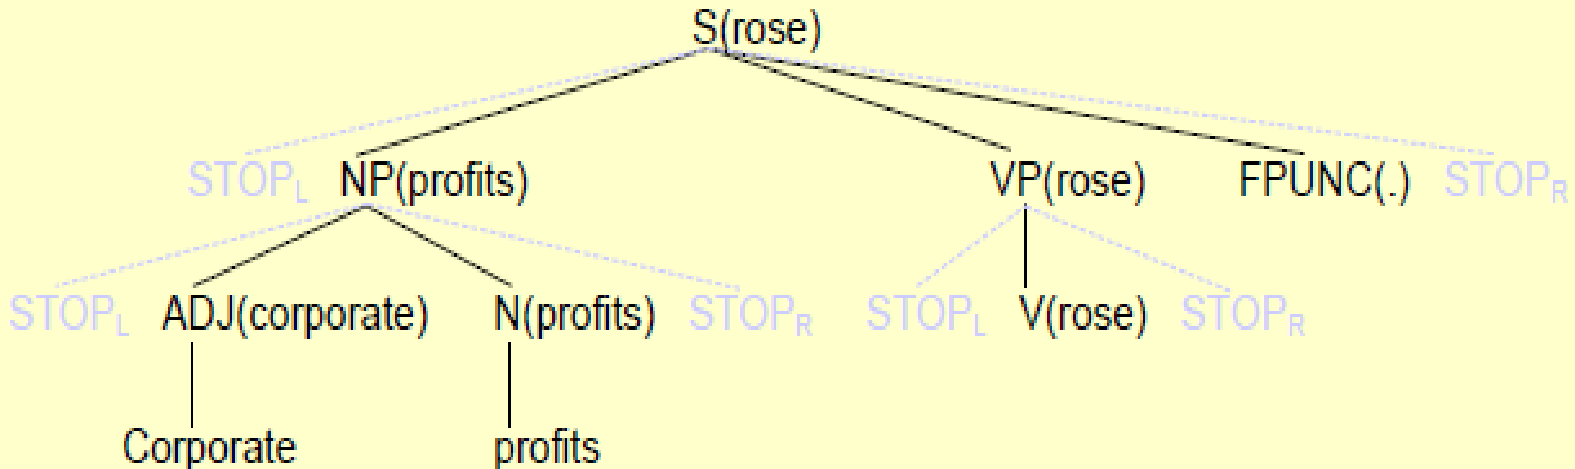 S(rose)
STOPL NP(profits) VP(rose) FPUNC(.) STOPR
STOPL ADJ(corporate) N(profits) STOPR STOPL V(rose) STOPR
Corporate profits